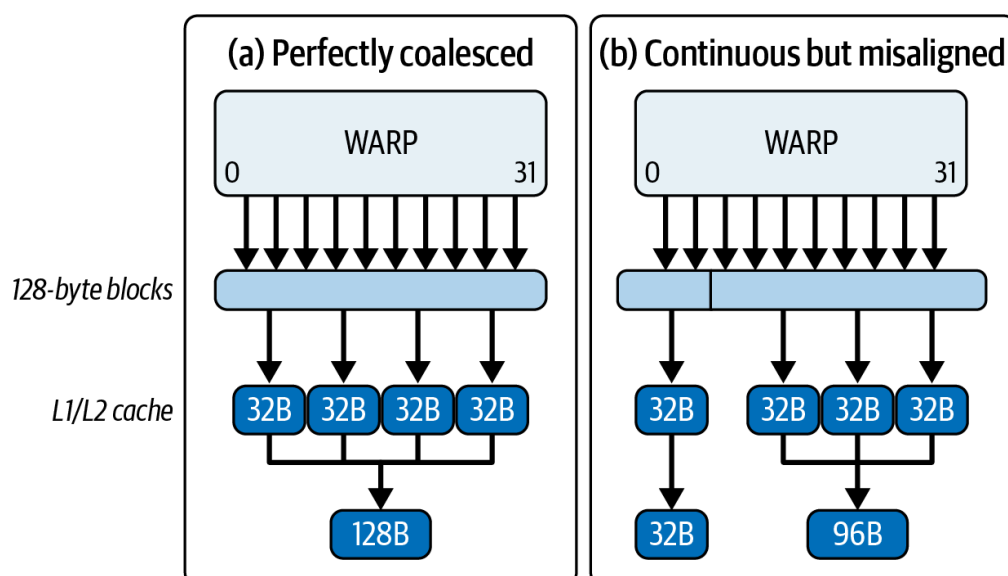 (a) Perfectly coalesced
WARP
0 31
128-byte blocks
L1/L2 cache
32B 32B 32B 32B
128B
(b) Continuous but misaligned
WARP
0 31
32B 32B 32B 32B
32B 96B